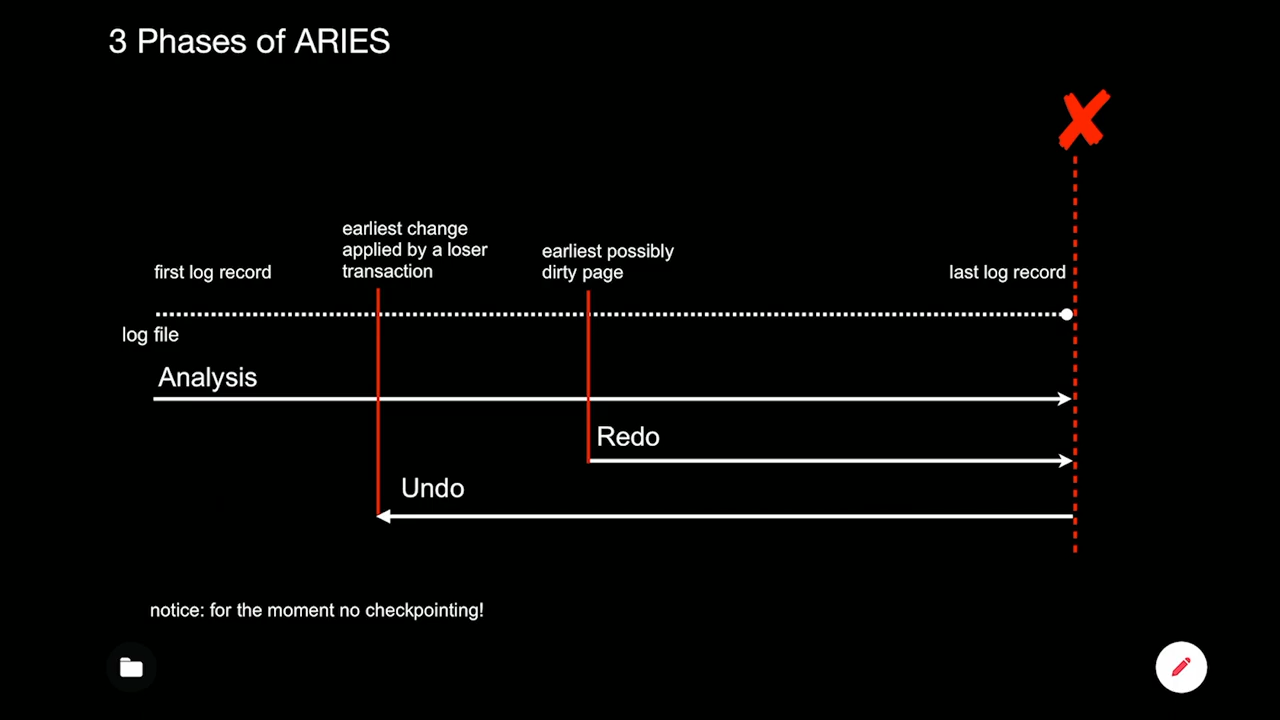 3 Phases of ARIES
earliest change
applied by a loser
transaction
earliest possibly
dirty page
first log record
last log record
log file
Analysis
Redo
Undo
notice: for the moment no checkpointing!